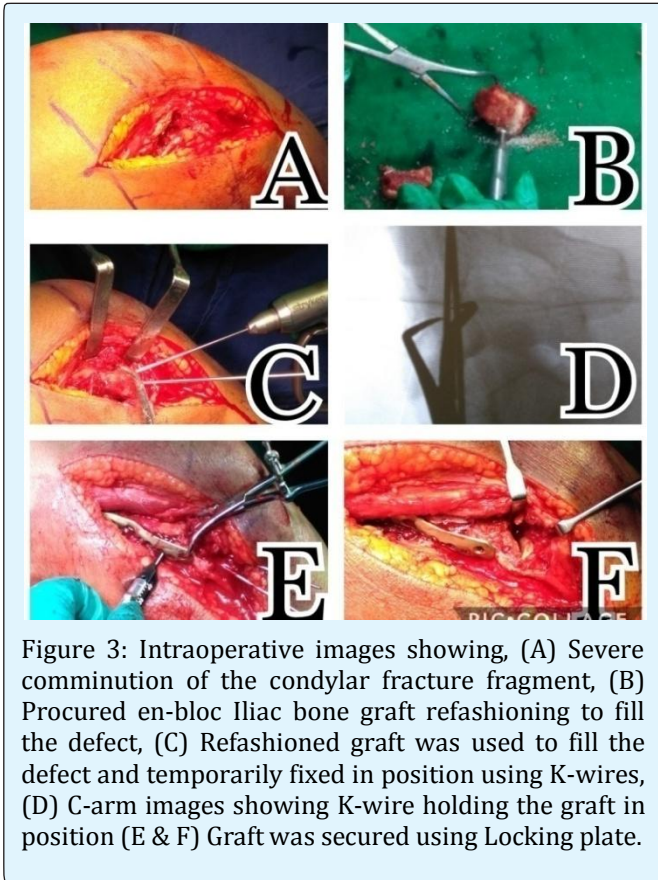 A
B
C
D
E
F
PIC•COLLAGE
Figure 3: Intraoperative images showing, (A) Severe
comminution of the condylar fracture fragment, (B)
Procured en-bloc Iliac bone graft refashioning to fill
the defect, (C) Refashioned graft was used to fill the
defect and temporarily fixed in position using K-wires,
(D) C-arm images showing K-wire holding the graft in
position (E & F) Graft was secured using Locking plate.